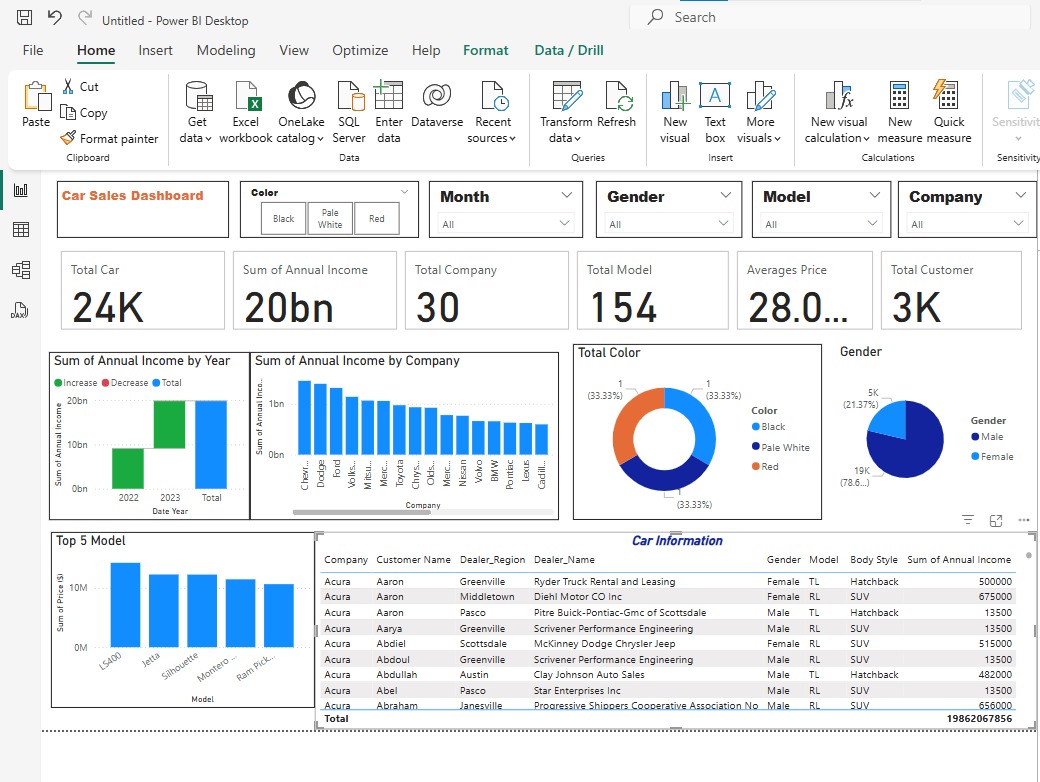 Untitled - Power BI Desktop
Search
File Home Insert Modeling View Optimize Help Format Data / Drill
Paste
Cut
Copy
Format painter
Clipboard
Get data
Excel workbook
OneLake catalog
SQL Server
Enter data
Dataverse
Recent sources
Data
Transform data
Refresh
Queries
New visual
Text box
More visuals
Insert
New visual calculation
New measure
Quick measure
Calculations
Sensitivit
Sensitivity
DAX
Car Sales Dashboard
Color
Black
Pale White
Red
Month
All
Gender
All
Model
All
Company
All
Total Car
24K
Sum of Annual Income
20bn
Total Company
30
Total Model
154
Averages Price
28.0...
Total Customer
3K
Sum of Annual Income by Year
Increase Decrease Total
Sum of Annual Income
20bn
10bn
0bn
2022 2023 Total
Date Year
Sum of Annual Income by Company
Sum of Annual Ince...
1bn
0bn
Chevr...
Dodge
Ford
Volks...
Mitsu...
Merc...
Toyota
Chrys...
Olds...
Merc...
Nissan
Volvo
BMW
Pontiac
Lexus
Cadill...
Company
Total Color
1
(33.33%)
1
(33.33%)
1
(33.33%)
Color
Black
Pale White
Red
Gender
5K
(21.37%)
19K
(78.6...)
Gender
Male
Female
Top 5 Model
Sum of Price ($)
10M
0M
LS400
Jetta
Silhouette
Montero ...
Ram Pick...
Model
Car Information
Company Customer Name Dealer_Region Dealer_Name Gender Model Body Style Sum of Annual Income
Acura Aaron Greenville Ryder Truck Rental and Leasing Female TL Hatchback 500000
Acura Aaron Middletown Diehl Motor CO Inc Female RL SUV 675000
Acura Aaron Pasco Pitre Buick-Pontiac-Gmc of Scottsdale Male TL Hatchback 13500
Acura Aarya Greenville Scrivener Performance Engineering Male RL SUV 13500
Acura Abdiel Scottsdale McKinney Dodge Chrysler Jeep Female RL SUV 515000
Acura Abdoul Greenville Scrivener Performance Engineering Male RL SUV 13500
Acura Abdullah Austin Clay Johnson Auto Sales Male TL Hatchback 482000
Acura Abel Pasco Star Enterprises Inc Male RL SUV 13500
Acura Abraham Janesville Progressive Shippers Cooperative Association No Male RL SUV 656000
Total 19862067856